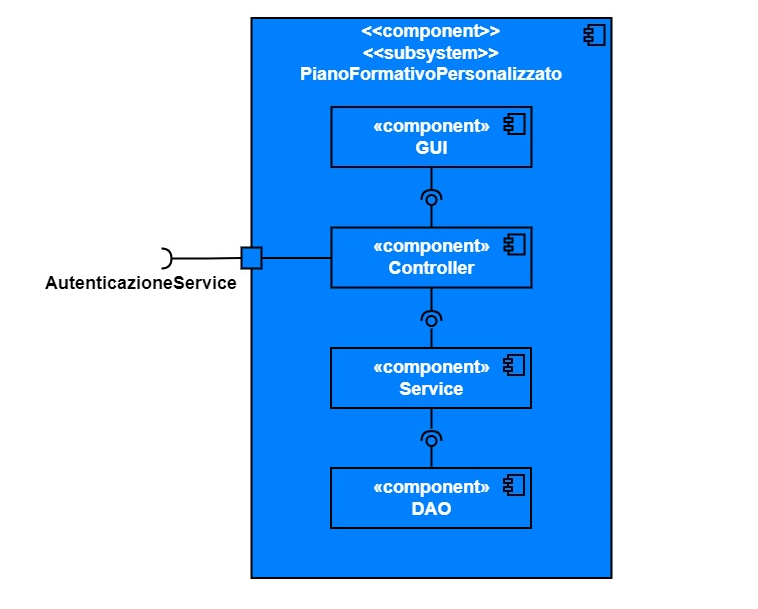 <<component>>
<<subsystem>>
PianoFormativoPersonalizzato
«component»
GUI
«component»
Controller
AutenticazioneService
«component»
Service
«component»
DAO